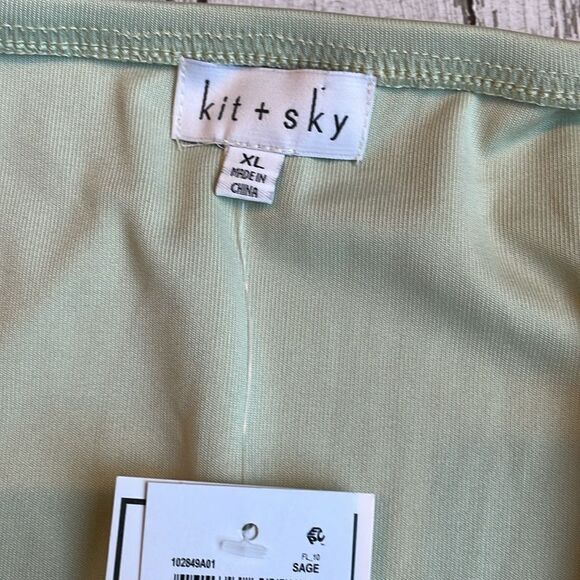 kit + sky
XL
MADE IN
CHINA
FL_10
102849A01
SAGE